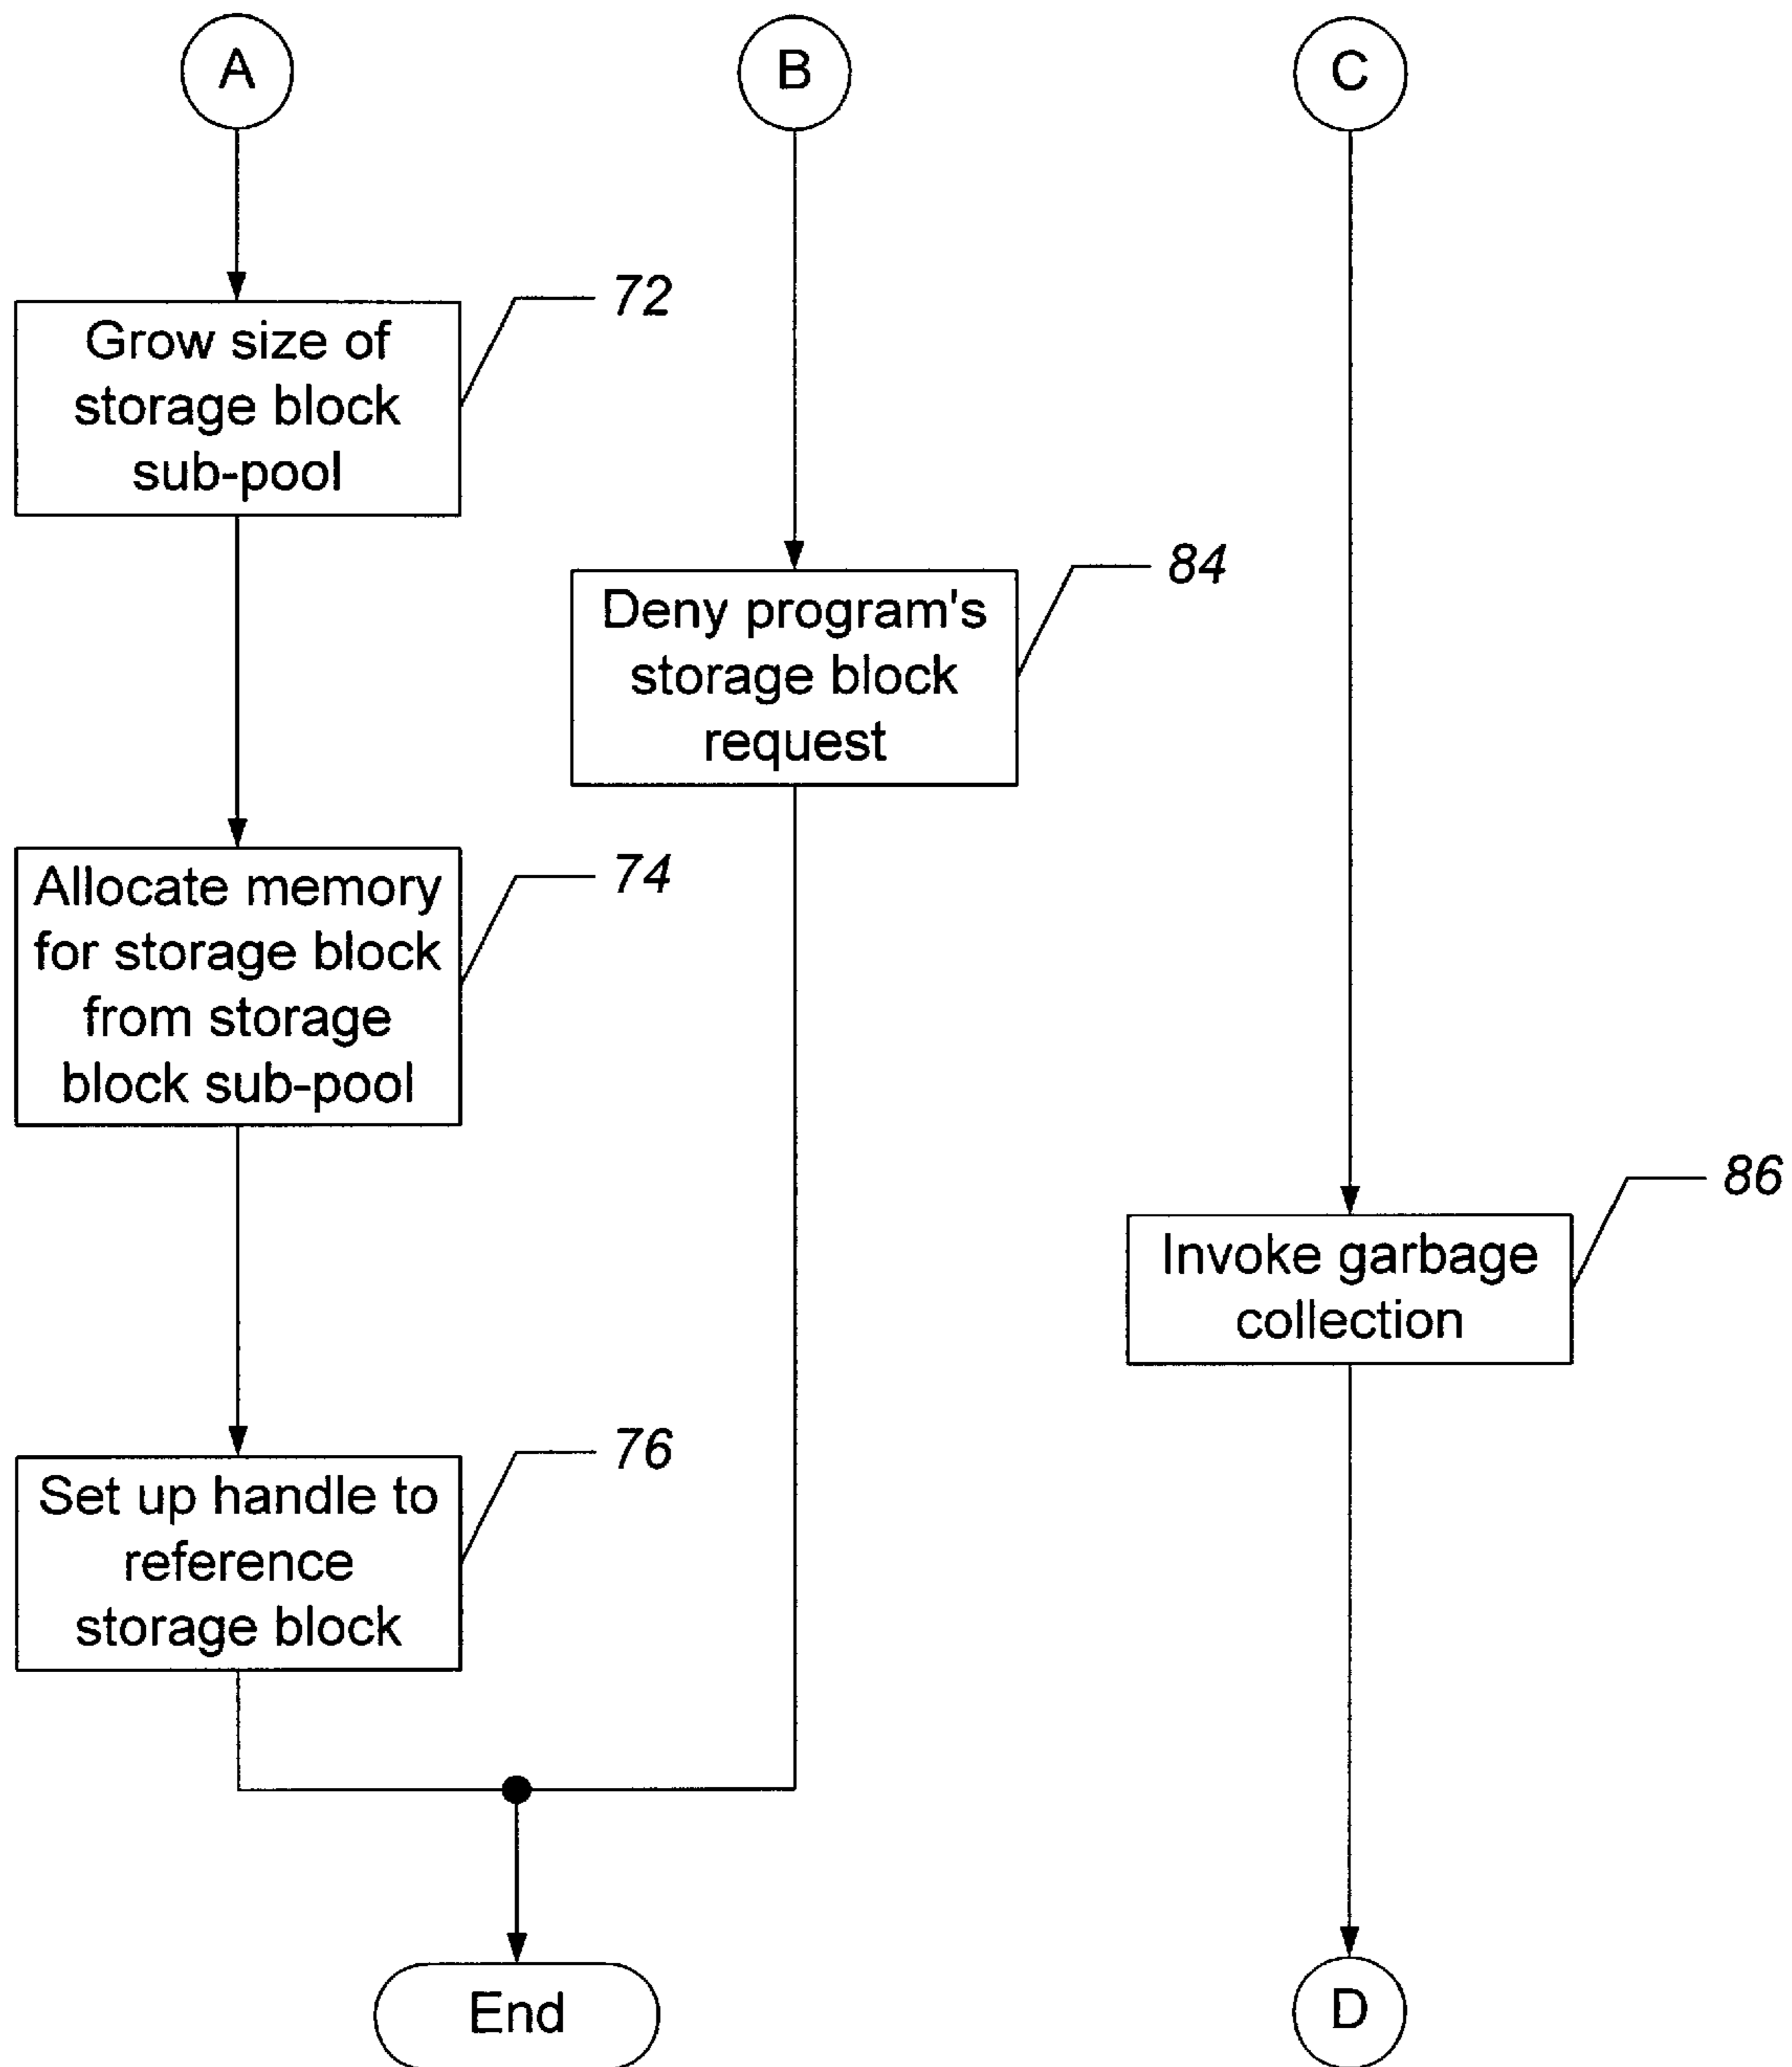 A
B
C
72
Grow size of
storage block
sub-pool
84
Deny program's
storage block
request
74
Allocate memory
for storage block
from storage
block sub-pool
86
Invoke garbage
collection
76
Set up handle to
reference
storage block
End
D